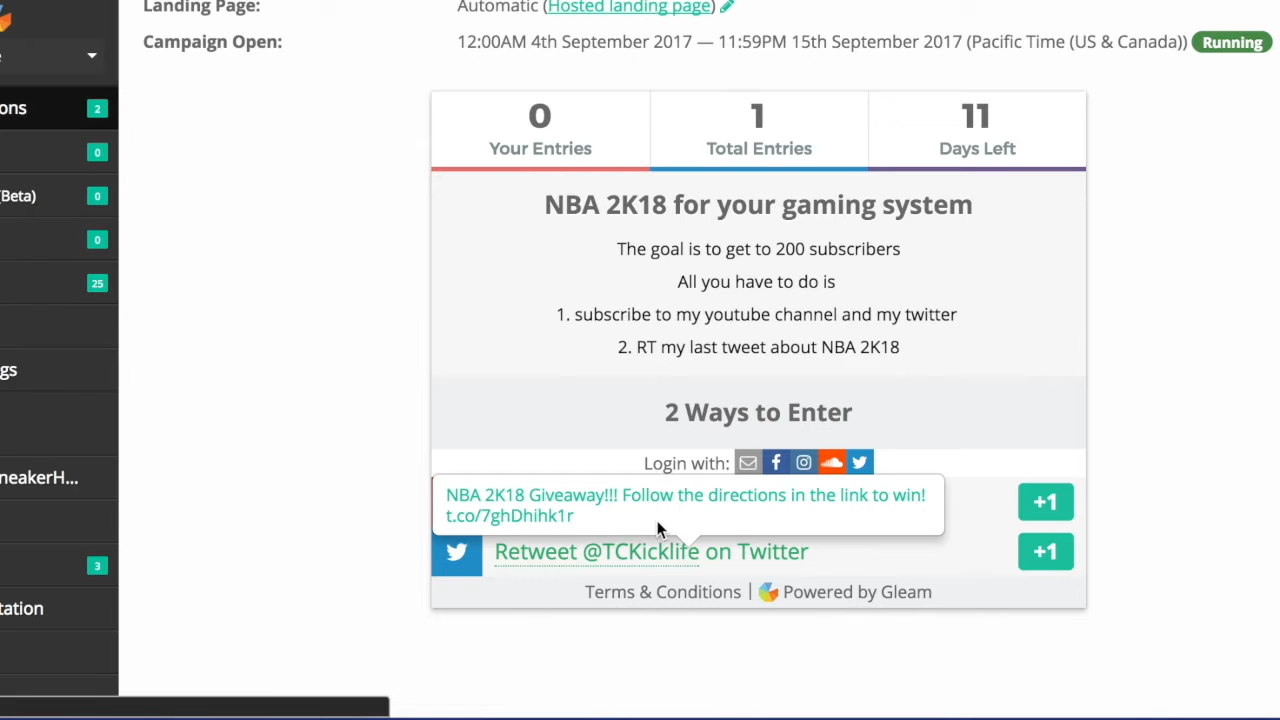 Landing Page: Automatic (Hosted landing page)
Campaign Open: 12:00AM 4th September 2017 — 11:59PM 15th September 2017 (Pacific Time (US & Canada)) Running
ons 2
0
(Beta) 0
0
25
gs
neakerH...
3
tation
0 1 11
Your Entries Total Entries Days Left
NBA 2K18 for your gaming system
The goal is to get to 200 subscribers
All you have to do is
1. subscribe to my youtube channel and my twitter
2. RT my last tweet about NBA 2K18
2 Ways to Enter
Login with:
NBA 2K18 Giveaway!!! Follow the directions in the link to win!
t.co/7ghDhihk1r
+1
Retweet @TCKicklife on Twitter +1
Terms & Conditions | Powered by Gleam